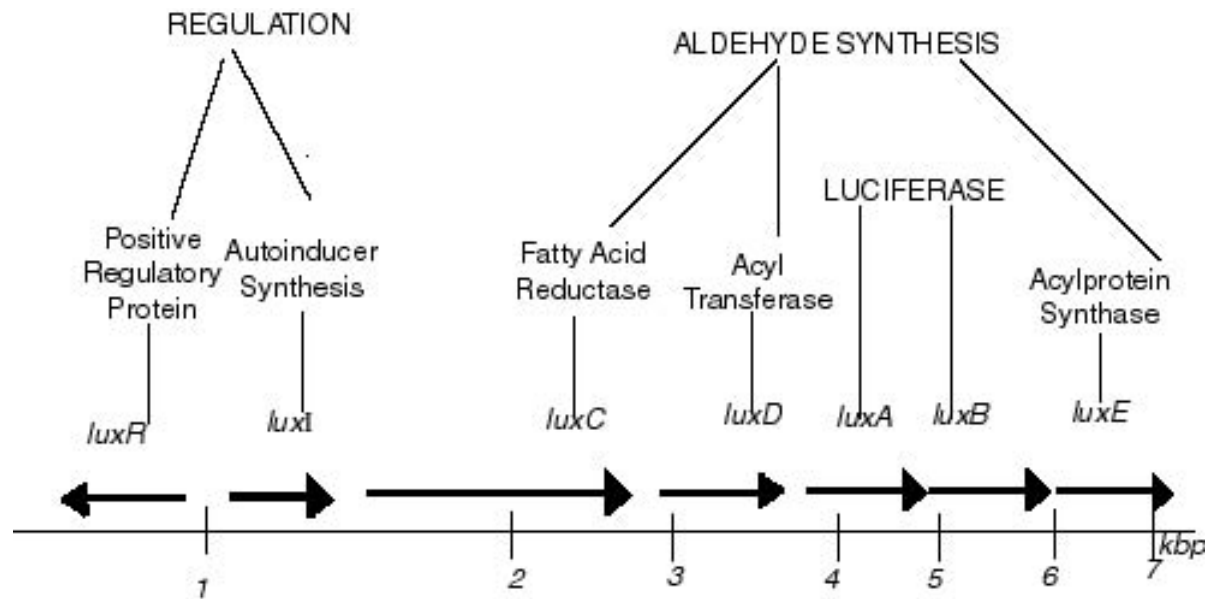 REGULATION
ALDEHYDE SYNTHESIS
LUCIFERASE
Positive
Regulatory
Protein
Autoinducer
Synthesis
Fatty Acid
Reductase
Acyl
Transferase
Acylprotein
Synthase
luxR
luxI
luxC
luxD
luxA
luxB
luxE
1
2
3
4
5
6
7
kbp